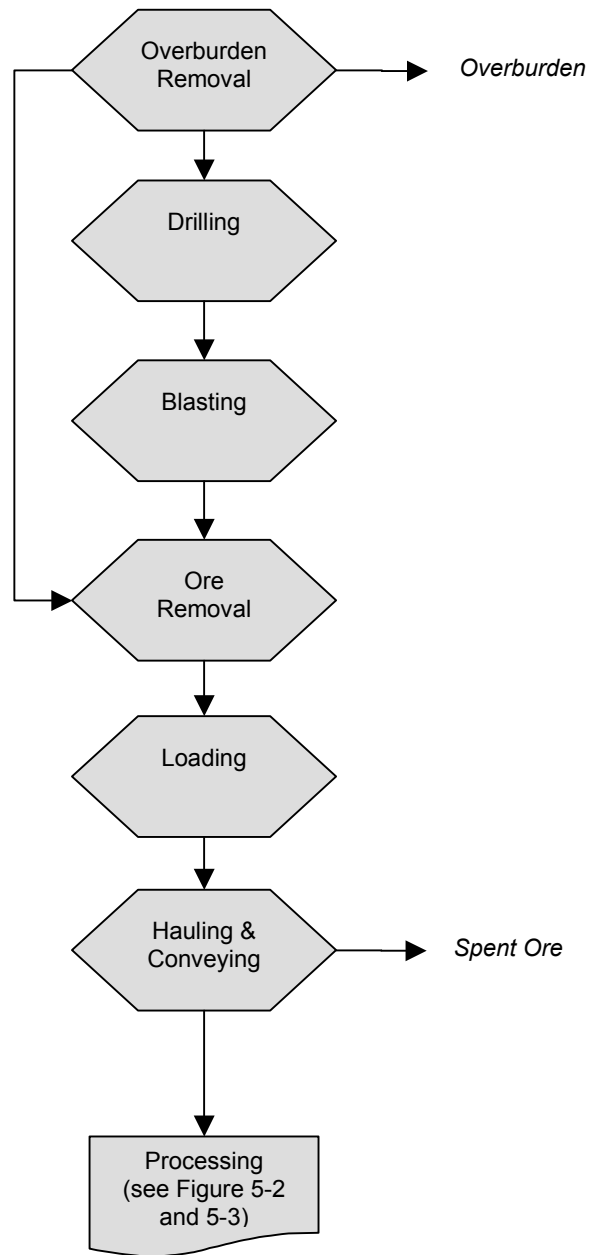 Overburden
Removal
Overburden
Drilling
Blasting
Ore
Removal
Loading
Hauling &
Conveying
Spent Ore
Processing
(see Figure 5-2
and 5-3)